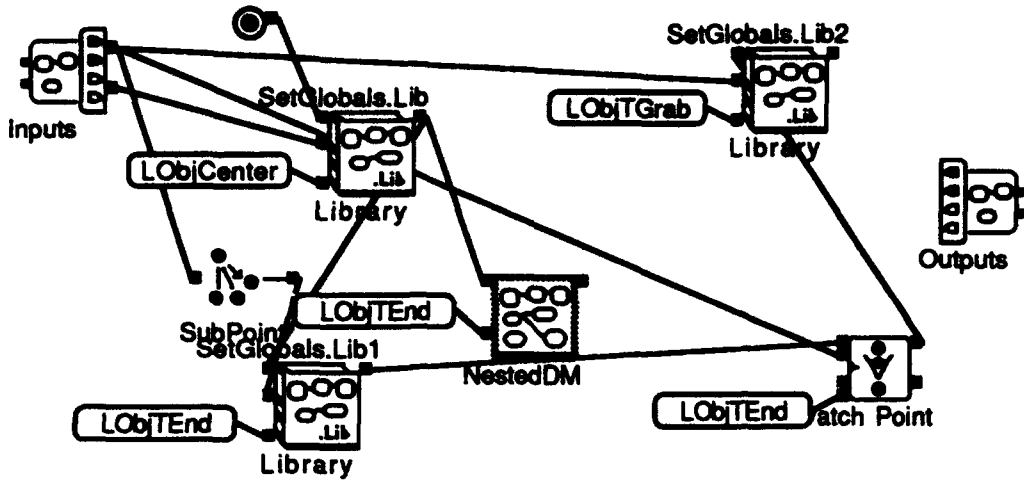 SetGlobals.Lib2
SetGlobals.Lib
LObjTGrab
.Lib
Inputs
Library
LObjCenter
.Lib
Library
Outputs
LObjTEnd
SubPoint
SetGlobals.Lib1
NestedDM
LObjTEnd
atch Point
LObjTEnd
.Lib
Library